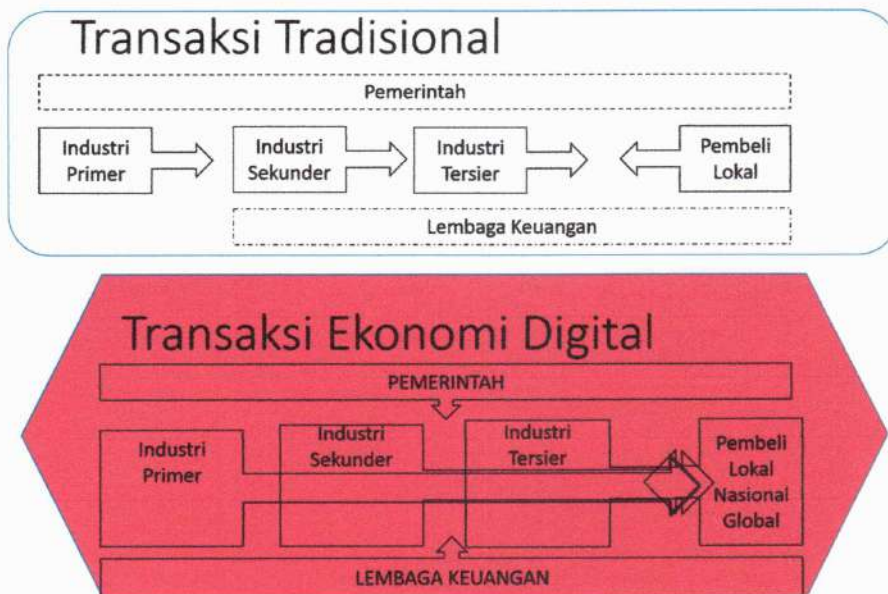 Transaksi Tradisional
Pemerintah
Industri
Primer
Industri
Sekunder
Industri
Tersier
Pembeli
Lokal
Lembaga Keuangan
Transaksi Ekonomi Digital
PEMERINTAH
Industri
Primer
Industri
Sekunder
Industri
Tersier
Pembeli
Lokal
Nasional
Global
LEMBAGA KEUANGAN